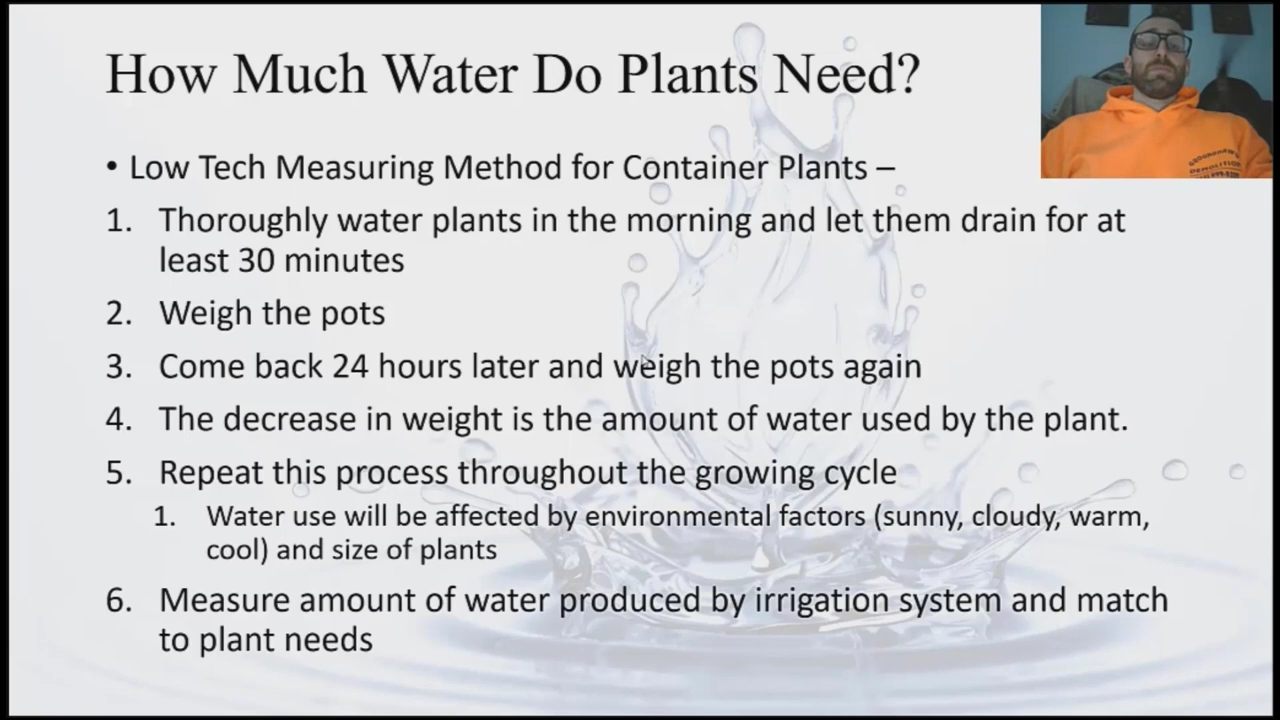 How Much Water Do Plants Need?
• Low Tech Measuring Method for Container Plants –
1. Thoroughly water plants in the morning and let them drain for at
least 30 minutes
2. Weigh the pots
3. Come back 24 hours later and weigh the pots again
4. The decrease in weight is the amount of water used by the plant.
5. Repeat this process throughout the growing cycle
1. Water use will be affected by environmental factors (sunny, cloudy, warm,
cool) and size of plants
6. Measure amount of water produced by irrigation system and match
to plant needs
DEMOLITION